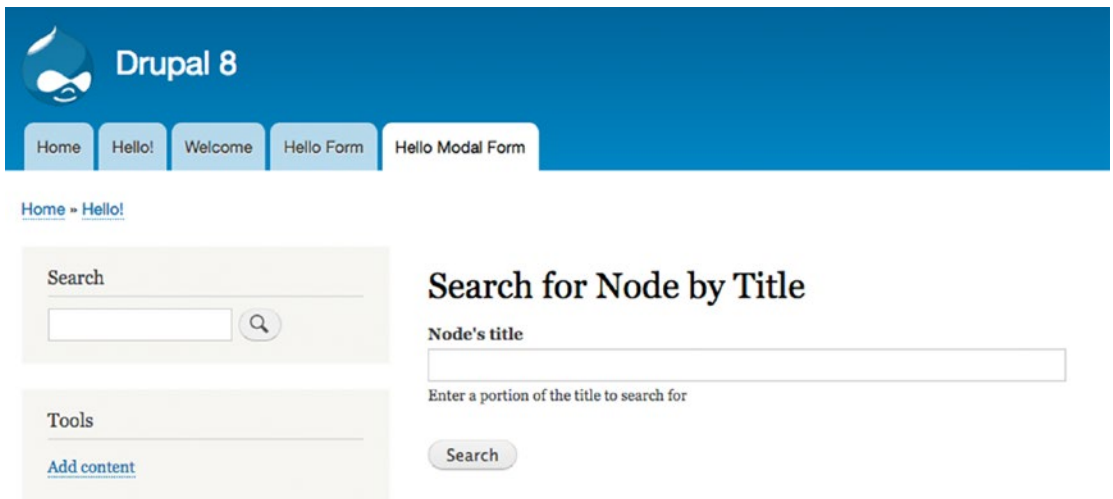 Drupal 8
Home Hello! Welcome Hello Form Hello Modal Form
Home » Hello!
Search
Tools
Add content
Search for Node by Title
Node's title
Enter a portion of the title to search for
Search